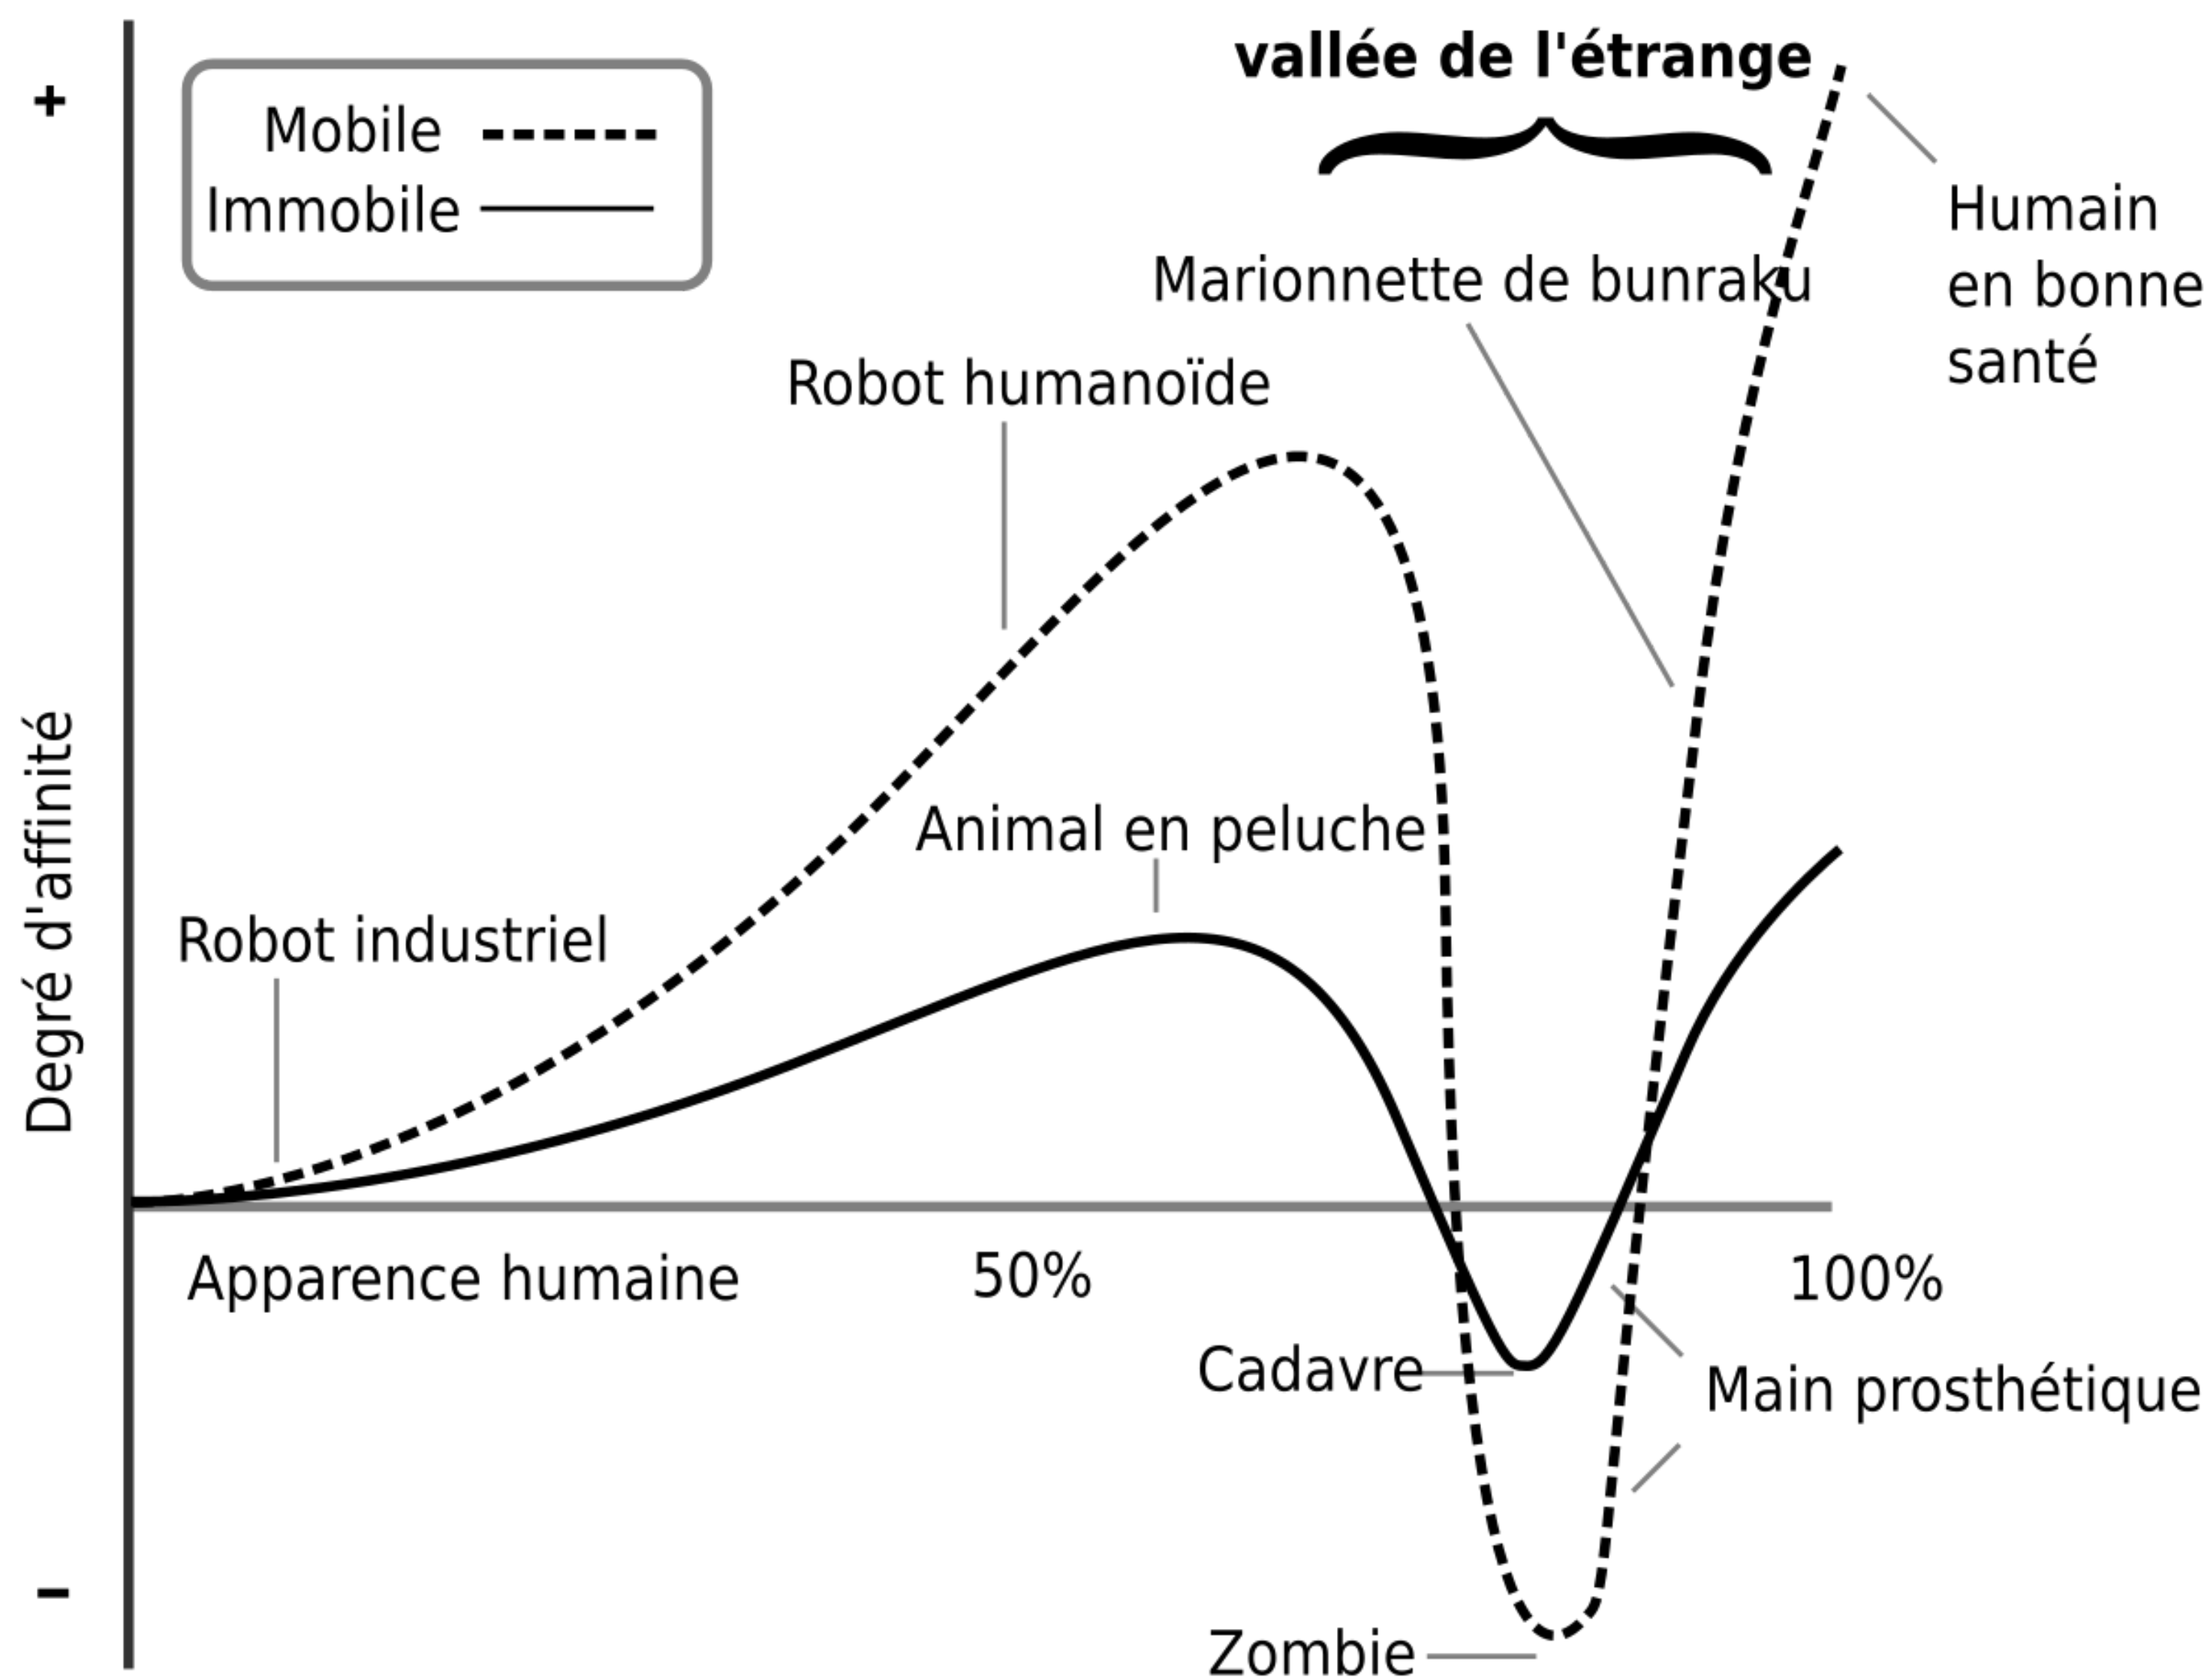 vallée de l'étrange
+
Mobile
Immobile
Humain
en bonne
santé
Marionnette de bunraku
Robot humanoïde
Degré d'affinité
Animal en peluche
Robot industriel
Apparence humaine
50%
100%
Cadavre
Main prosthétique
-
Zombie